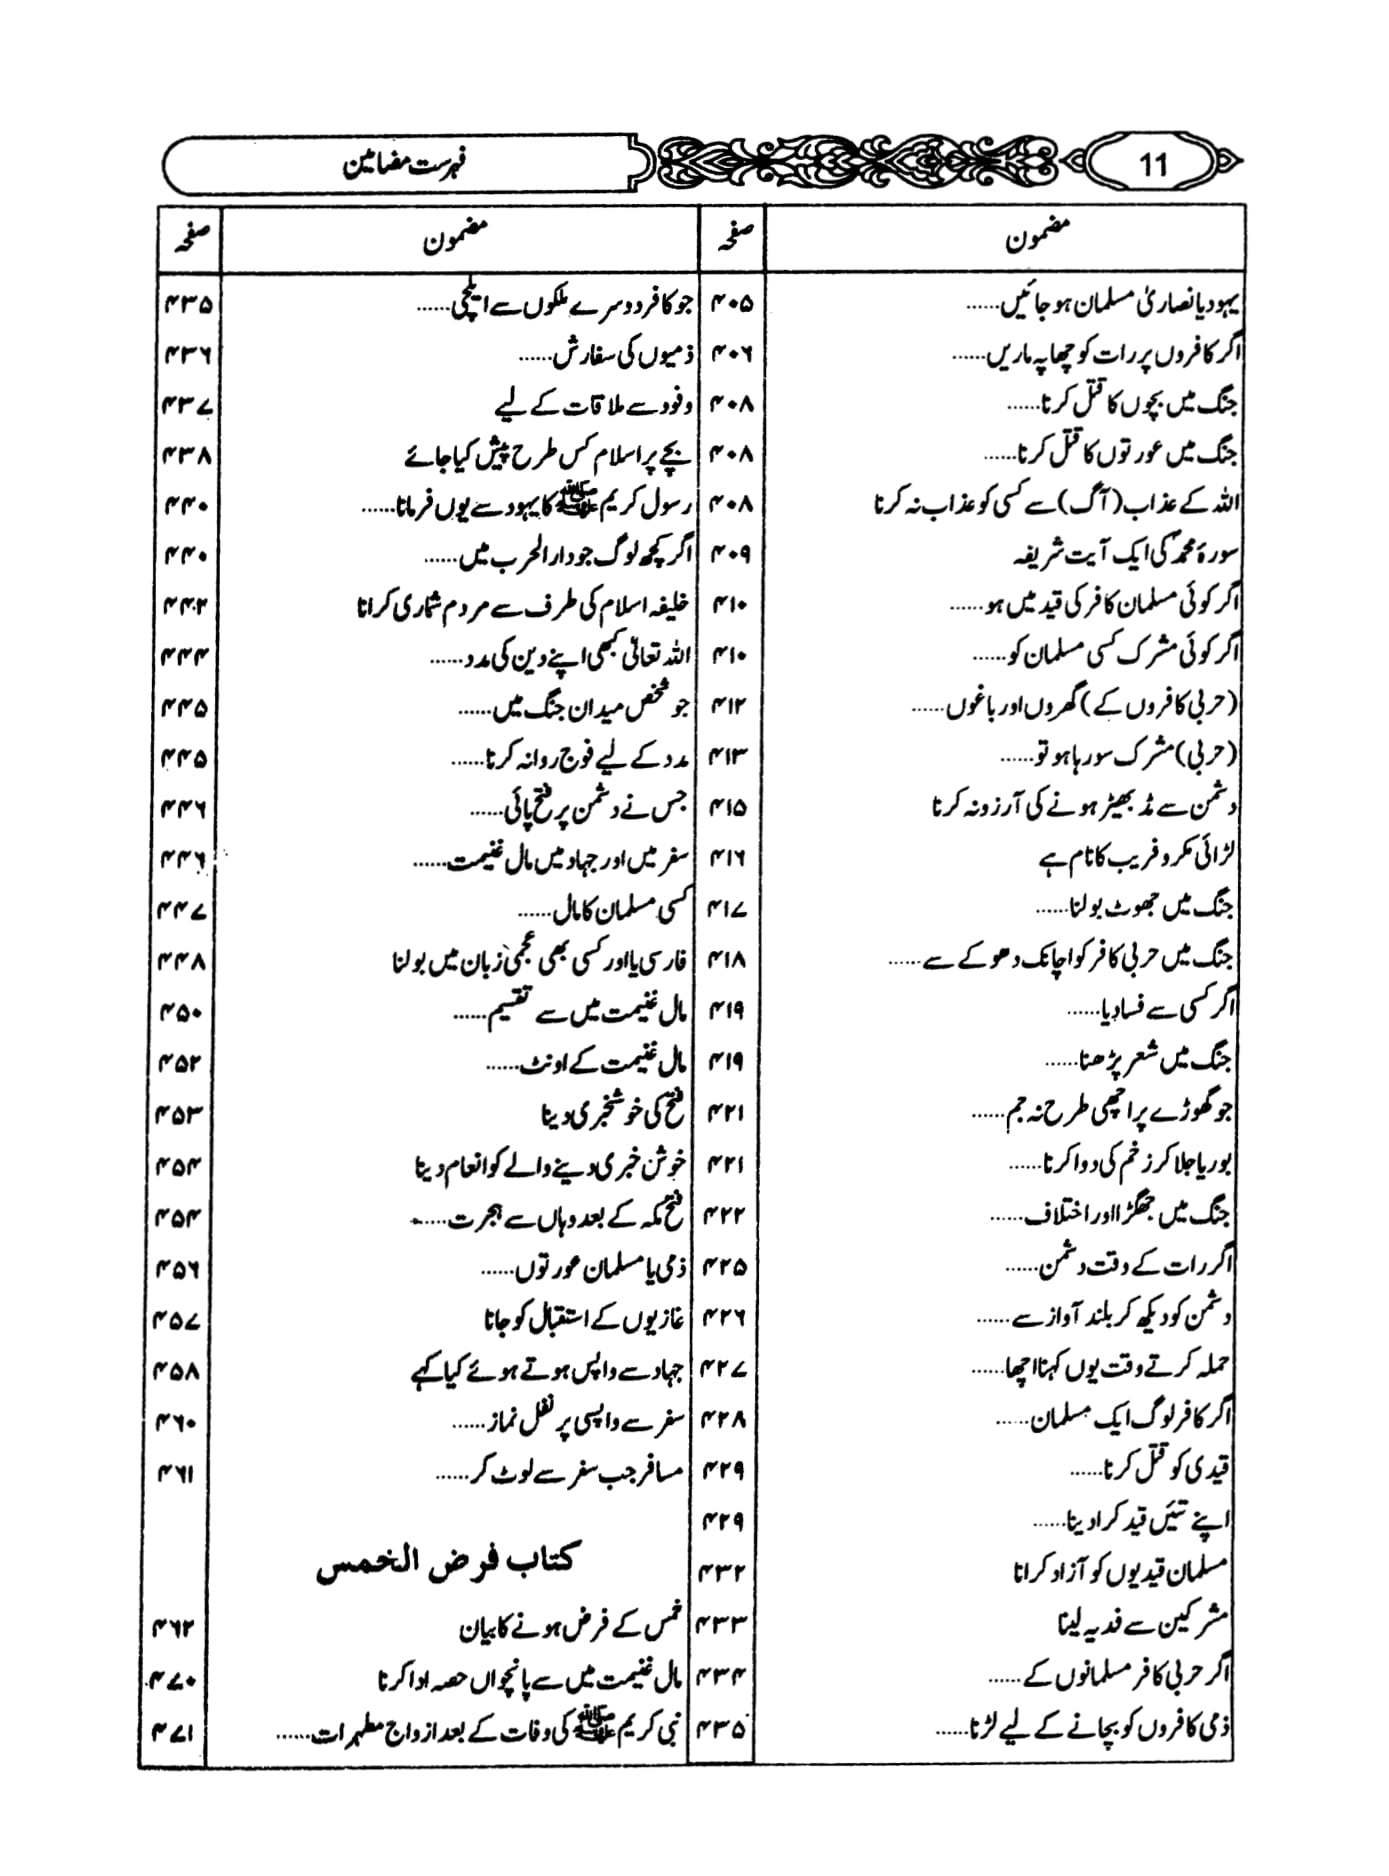 11
فہرست مضامین
مضمون صفحہ
یہود یا نصاریٰ مسلمان ہو جائیں...... ۴۰۵
اگر کافروں پر رات کو چھاپہ ماریں...... ۴۰۶
جنگ میں بچوں کا قتل کرنا...... ۴۰۸
جنگ میں عورتوں کا قتل کرنا...... ۴۰۸
اللہ کے عذاب (آگ) سے کسی کو عذاب نہ کرنا ۴۰۸
سورۂ محمد کی ایک آیت شریفہ ۴۰۹
اگر کوئی مسلمان کافر کی قید میں ہو...... ۴۱۰
اگر کوئی مشرک کسی مسلمان کو...... ۴۱۰
(حربی کافروں کے) گھروں اور باغوں...... ۴۱۲
(حربی) مشرک سو رہا ہو تو...... ۴۱۳
دشمن سے مڈبھیڑ ہونے کی آرزو نہ کرنا ۴۱۵
لڑائی مکر و فریب کا نام ہے ۴۱۶
جنگ میں جھوٹ بولنا...... ۴۱۷
جنگ میں حربی کافر کو اچانک دھوکے سے...... ۴۱۸
اگر کسی سے فساد یا...... ۴۱۹
جنگ میں شعر پڑھنا...... ۴۱۹
جو گھوڑے پر اچھی طرح نہ جم...... ۴۲۱
بوریا جلا کر زخم کی دوا کرنا...... ۴۲۱
جنگ میں جھگڑا اور اختلاف...... ۴۲۲
اگر رات کے وقت دشمن...... ۴۲۵
دشمن کو دیکھ کر بلند آواز سے...... ۴۲۶
حملہ کرتے وقت یوں کہنا اچھا...... ۴۲۷
اگر کافر لوگ ایک مسلمان...... ۴۲۸
قیدی کو قتل کرنا...... ۴۲۹
اپنے تئیں قید کرا دینا...... ۴۲۹
مسلمان قیدیوں کو آزاد کرانا ۴۳۲
مشرکین سے فدیہ لینا ۴۳۳
اگر حربی کافر مسلمانوں کے...... ۴۳۴
ذمی کافروں کو بچانے کے لیے لڑنا...... ۴۳۵
مضمون صفحہ
جو کافر دوسرے ملکوں سے ایلچی...... ۴۳۵
ذمیوں کی سفارش...... ۴۳۶
وفود سے ملاقات کے لیے ۴۳۷
بچے پر اسلام کس طرح پیش کیا جائے ۴۳۸
رسول کریم ﷺ کا یہود سے یوں فرمانا...... ۴۴۰
اگر کچھ لوگ جو دار الحرب میں...... ۴۴۰
خلیفہ اسلام کی طرف سے مردم شماری کرانا ۴۴۲
اللہ تعالیٰ کبھی اپنے دین کی مدد...... ۴۴۴
جو شخص میدان جنگ میں...... ۴۴۵
مدد کے لیے فوج روانہ کرنا...... ۴۴۵
جس نے دشمن پر فتح پائی...... ۴۴۶
سفر میں اور جہاد میں مال غنیمت...... ۴۴۶
کسی مسلمان کا مال...... ۴۴۷
فارسی یا اور کسی بھی عجمی زبان میں بولنا ۴۴۸
مال غنیمت میں سے تقسیم...... ۴۵۰
مال غنیمت کے اونٹ...... ۴۵۲
فتح کی خوشخبری دینا ۴۵۳
خوش خبری دینے والے کو انعام دینا ۴۵۴
فتح مکہ کے بعد وہاں سے ہجرت...... ۴۵۴
ذمی یا مسلمان عورتوں...... ۴۵۶
غازیوں کے استقبال کو جانا ۴۵۷
جہاد سے واپس ہوتے ہوئے کیا کہے ۴۵۸
سفر سے واپسی پر نفل نماز...... ۴۶۰
مسافر جب سفر سے لوٹ کر...... ۴۶۱
کتاب فرض الخمس
خمس کے فرض ہونے کا بیان ۴۶۲
مال غنیمت میں سے پانچواں حصہ ادا کرنا ۴۷۰
نبی کریم ﷺ کی وفات کے بعد ازواج مطہرات...... ۴۷۱